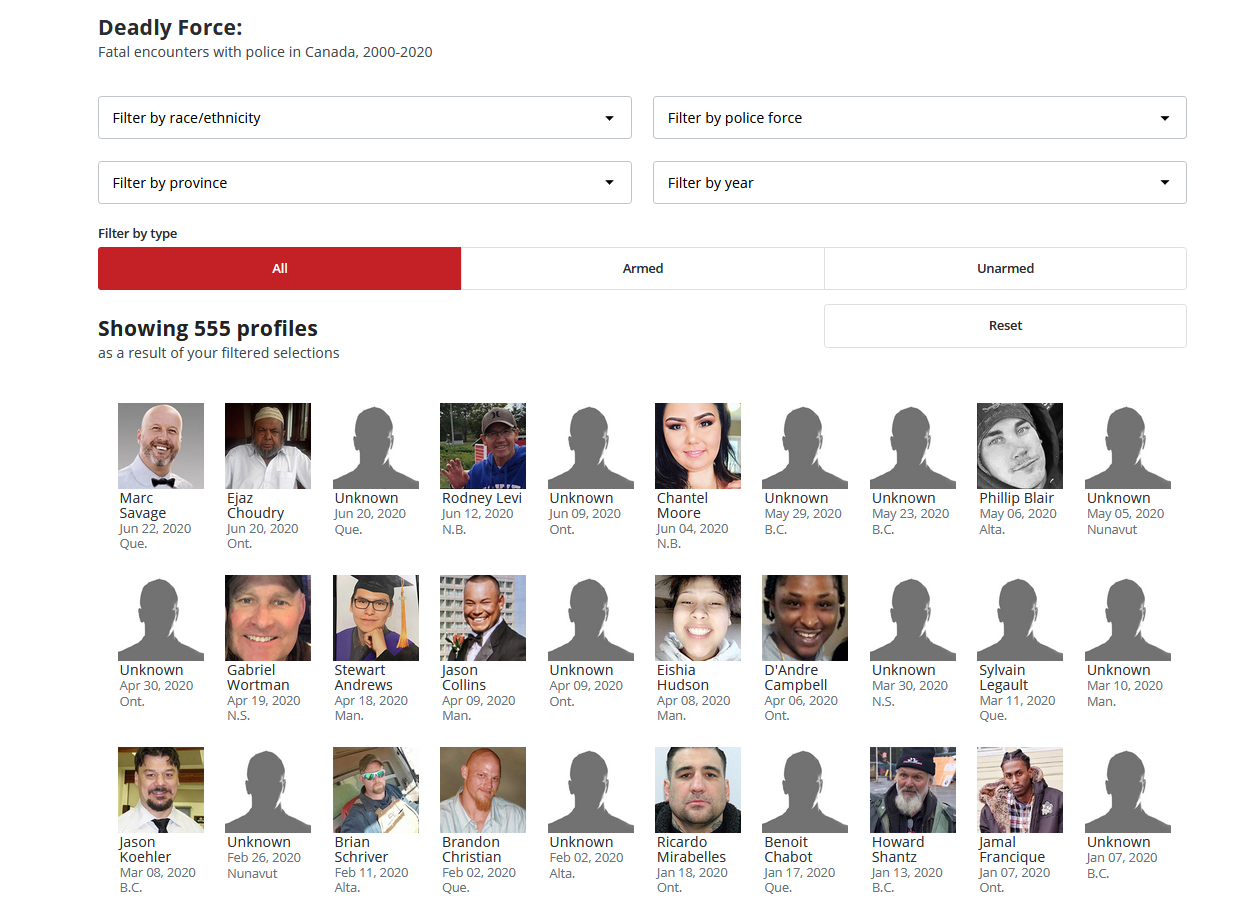 Deadly Force:
Fatal encounters with police in Canada, 2000-2020
Filter by race/ethnicity
Filter by police force
Filter by province
Filter by year
Filter by type
All
Armed
Unarmed
Showing 555 profiles
Reset
as a result of your filtered selections
Marc
Savage
Jun 22, 2020
Que.
Ejaz
Choudry
Jun 20, 2020
Ont.
Unknown
Jun 20, 2020
Que.
Rodney Levi
Jun 12, 2020
N.B.
Unknown
Jun 09, 2020
Ont.
Chantel
Moore
Jun 04, 2020
N.B.
Unknown
May 29, 2020
B.C.
Unknown
May 23, 2020
B.C.
Phillip Blair
May 06, 2020
Alta.
Unknown
May 05, 2020
Nunavut
Unknown
Apr 30, 2020
Ont.
Gabriel
Wortman
Apr 19, 2020
N.S.
Stewart
Andrews
Apr 18, 2020
Man.
Jason
Collins
Apr 09, 2020
Man.
Unknown
Apr 09, 2020
Ont.
Eishia
Hudson
Apr 08, 2020
Man.
D'Andre
Campbell
Apr 06, 2020
Ont.
Unknown
Mar 30, 2020
N.S.
Sylvain
Legault
Mar 11, 2020
Que.
Unknown
Mar 10, 2020
Man.
Jason
Koehler
Mar 08, 2020
B.C.
Unknown
Feb 26, 2020
Nunavut
Brian
Schriver
Feb 11, 2020
Alta.
Brandon
Christian
Feb 02, 2020
Que.
Unknown
Feb 02, 2020
Alta.
Ricardo
Mirabelles
Jan 18, 2020
Ont.
Benoit
Chabot
Jan 17, 2020
Que.
Howard
Shantz
Jan 13, 2020
B.C.
Jamal
Francique
Jan 07, 2020
Ont.
Unknown
Jan 07, 2020
B.C.